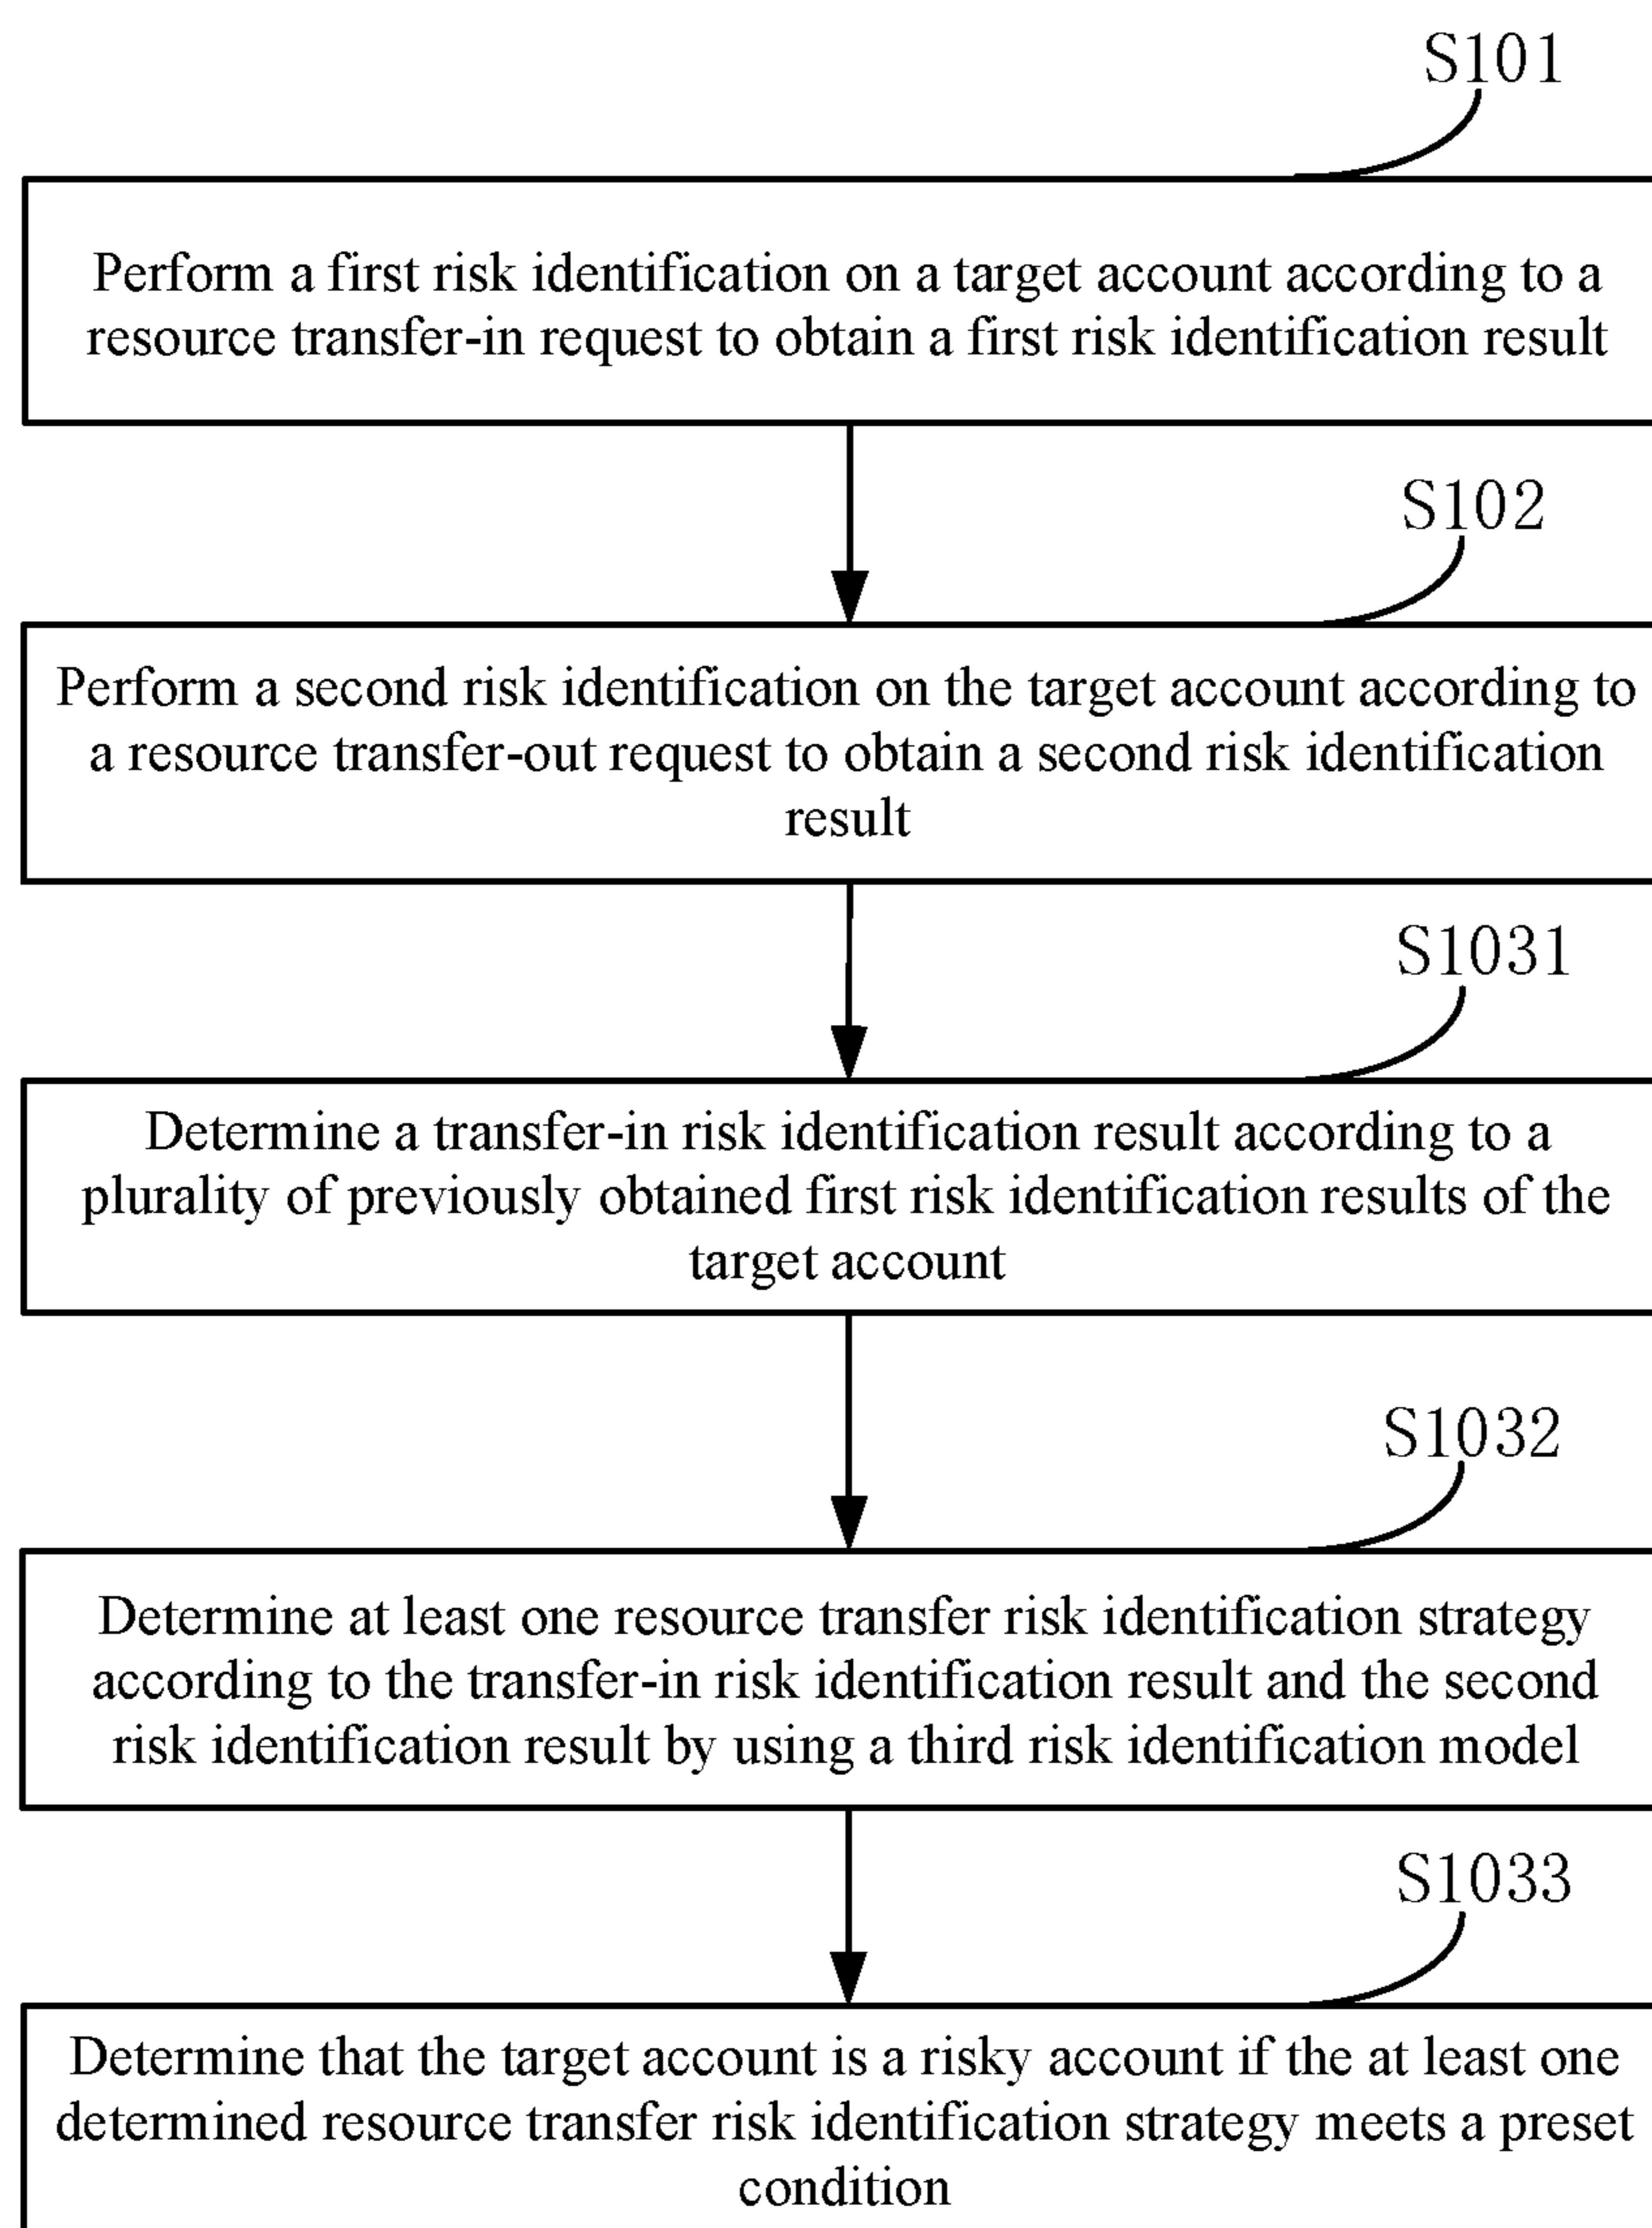 S101
Perform a first risk identification on a target account according to a
resource transfer-in request to obtain a first risk identification result
S102
Perform a second risk identification on the target account according to
a resource transfer-out request to obtain a second risk identification
result
S1031
Determine a transfer-in risk identification result according to a
plurality of previously obtained first risk identification results of the
target account
S1032
Determine at least one resource transfer risk identification strategy
according to the transfer-in risk identification result and the second
risk identification result by using a third risk identification model
S1033
Determine that the target account is a risky account if the at least one
determined resource transfer risk identification strategy meets a preset
condition